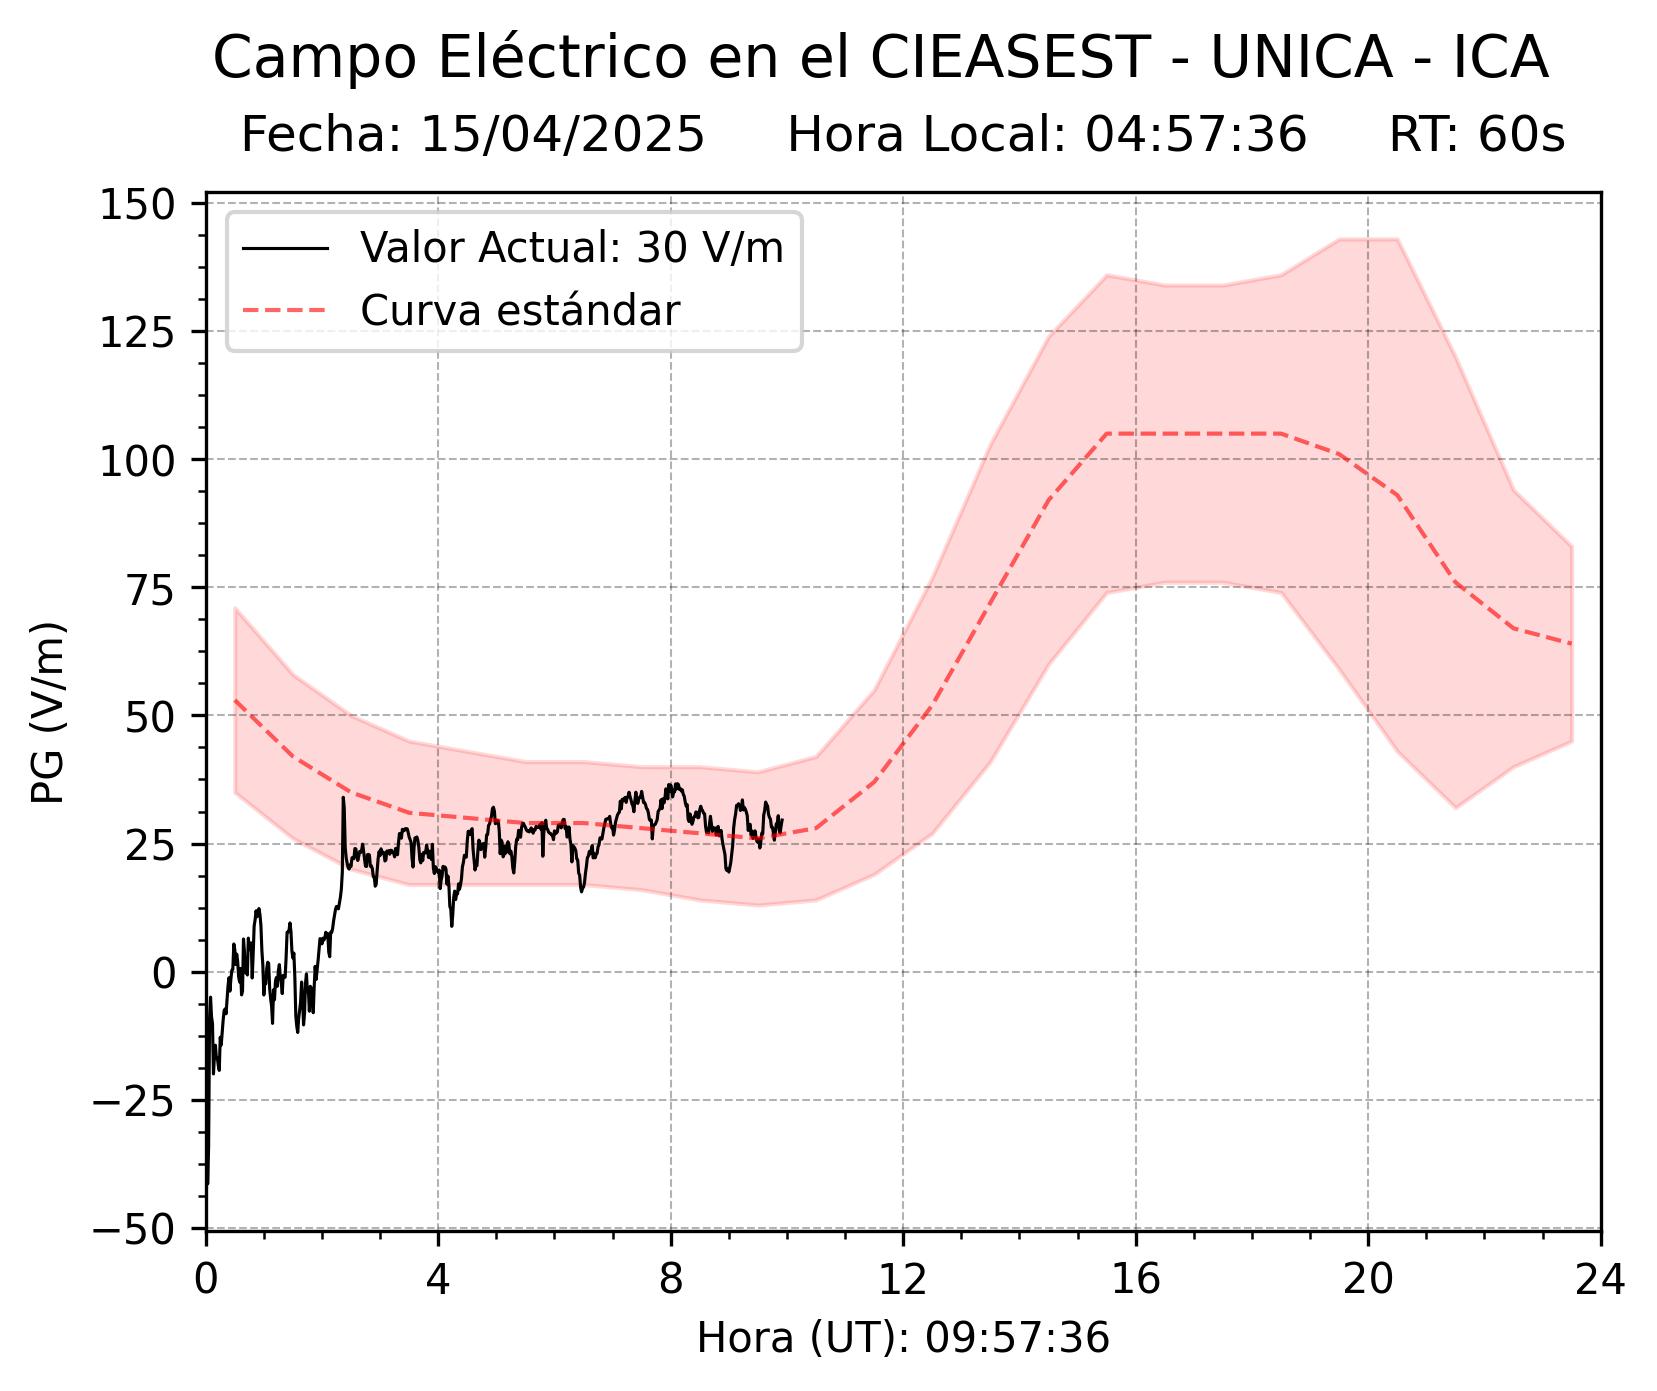 Campo Eléctrico en el CIEASEST - UNICA - ICA
Fecha: 15/04/2025 Hora Local: 04:57:36 RT: 60s
Valor Actual: 30 V/m
Curva estándar
150
125
100
75
50
25
0
−25
−50
PG (V/m)
0 4 8 12 16 20 24
Hora (UT): 09:57:36